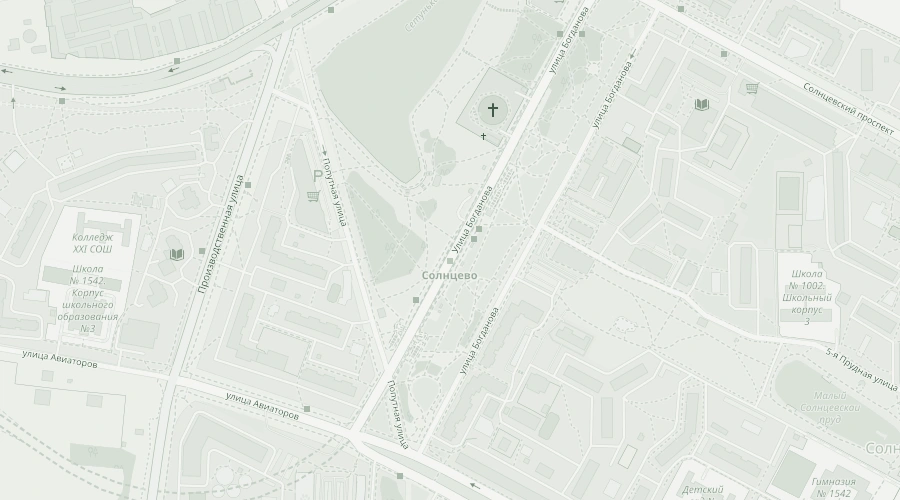 улица Богданова
улица Богданова
Солнцевский проспект
Р
Попутная улица
Производственная улица
улица Богданова
Колледж
XXI СОШ
Школа
№ 1542.
Корпус
школьного
образования
№3
Солнцево
Школа
№ 1002.
Школьный
корпус
3
улица Богданова
5-я Прудная улица
улица Авиаторов
улица Авиаторов
Попутная улица
Малый
Солнцевский
пруд
Солн
Детский
Гимназия
№ 1542